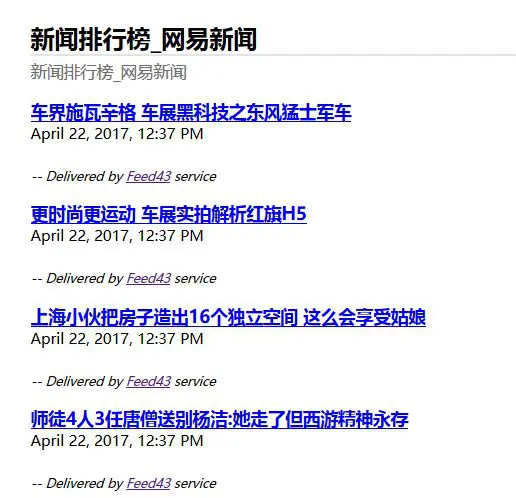 新闻排行榜_网易新闻
新闻排行榜_网易新闻
车界施瓦辛格 车展黑科技之东风猛士军车
April 22, 2017, 12:37 PM
-- Delivered by Feed43 service
更时尚更运动 车展实拍解析红旗H5
April 22, 2017, 12:37 PM
-- Delivered by Feed43 service
上海小伙把房子造出16个独立空间 这么会享受姑娘
April 22, 2017, 12:37 PM
-- Delivered by Feed43 service
师徒4人3任唐僧送别杨洁:她走了但西游精神永存
April 22, 2017, 12:37 PM
-- Delivered by Feed43 service